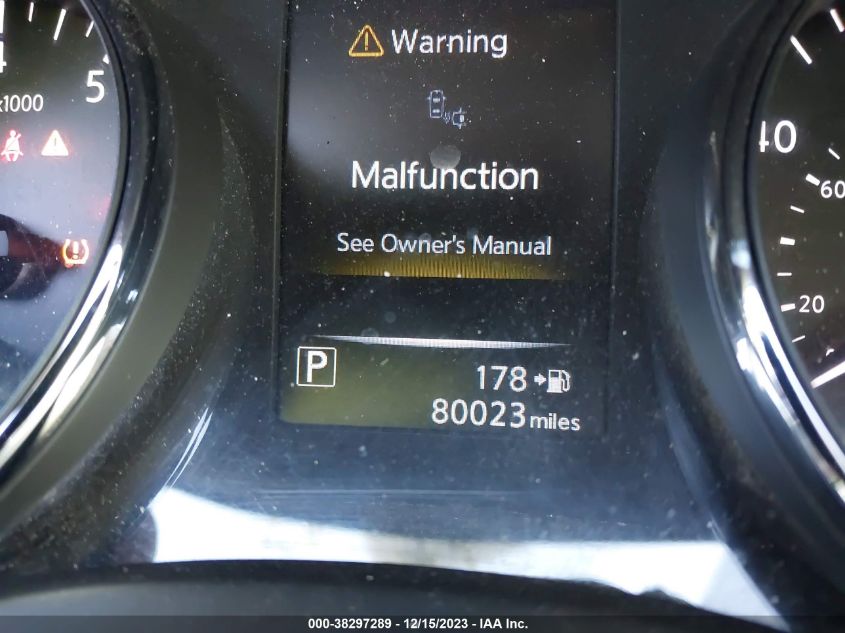 Warning
Malfunction
See Owner's Manual
P
178
80023 miles
4
5
x1000
40
60
20
000-38297289 - 12/15/2023 - IAA Inc.